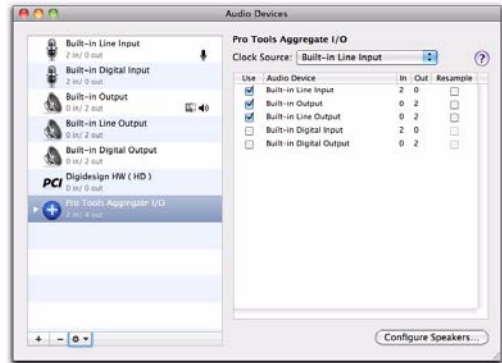 Audio Devices
Built-in Line Input
2 in/ 0 out
Built-in Digital Input
2 in/ 0 out
Built-in Output
0 in/ 2 out
Built-in Line Output
0 in/ 2 out
Built-in Digital Output
0 in/ 2 out
PCI Digidesign HW ( HD )
0 in/ 0 out
Pro Tools Aggregate I/O
2 in/ 4 out
+ −
Pro Tools Aggregate I/O
Clock Source: Built-in Line Input ?
Use Audio Device In Out Resample
Built-in Line Input 2 0
Built-in Output 0 2
Built-in Line Output 0 2
Built-in Digital Input 2 0
Built-in Digital Output 0 2
Configure Speakers...